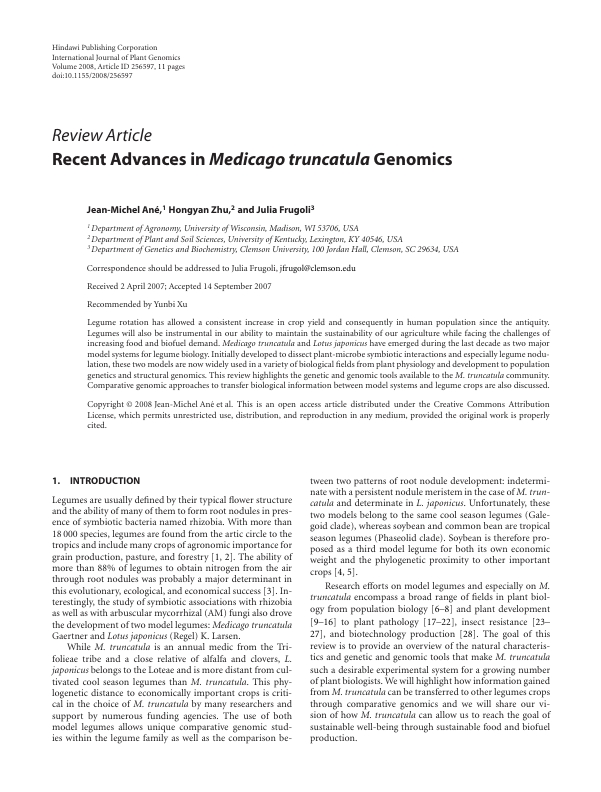 Hindawi Publishing Corporation
International Journal of Plant Genomics
Volume 2008, Article ID 256597, 11 pages
doi:10.1155/2008/256597
Review Article
Recent Advances in Medicago truncatula Genomics
Jean-Michel Ané,1 Hongyan Zhu,2 and Julia Frugoli3
1 Department of Agronomy, University of Wisconsin, Madison, WI 53706, USA
2 Department of Plant and Soil Sciences, University of Kentucky, Lexington, KY 40546, USA
3 Department of Genetics and Biochemistry, Clemson University, 100 Jordan Hall, Clemson, SC 29634, USA
Correspondence should be addressed to Julia Frugoli, jfrugol@clemson.edu
Received 2 April 2007; Accepted 14 September 2007
Recommended by Yunbi Xu
Legume rotation has allowed a consistent increase in crop yield and consequently in human population since the antiquity.
Legumes will also be instrumental in our ability to maintain the sustainability of our agriculture while facing the challenges of
increasing food and biofuel demand. Medicago truncatula and Lotus japonicus have emerged during the last decade as two major
model systems for legume biology. Initially developed to dissect plant-microbe symbiotic interactions and especially legume nodu-
lation, these two models are now widely used in a variety of biological fields from plant physiology and development to population
genetics and structural genomics. This review highlights the genetic and genomic tools available to the M. truncatula community.
Comparative genomic approaches to transfer biological information between model systems and legume crops are also discussed.
Copyright © 2008 Jean-Michel Ané et al. This is an open access article distributed under the Creative Commons Attribution
License, which permits unrestricted use, distribution, and reproduction in any medium, provided the original work is properly
cited.
1. INTRODUCTION
Legumes are usually defined by their typical flower structure
and the ability of many of them to form root nodules in pres-
ence of symbiotic bacteria named rhizobia. With more than
18 000 species, legumes are found from the artic circle to the
tropics and include many crops of agronomic importance for
grain production, pasture, and forestry [1, 2]. The ability of
more than 88% of legumes to obtain nitrogen from the air
through root nodules was probably a major determinant in
this evolutionary, ecological, and economical success [3]. In-
terestingly, the study of symbiotic associations with rhizobia
as well as with arbuscular mycorrhizal (AM) fungi also drove
the development of two model legumes: Medicago truncatula
Gaertner and Lotus japonicus (Regel) K. Larsen.
While M. truncatula is an annual medic from the Tri-
folieae tribe and a close relative of alfalfa and clovers, L.
japonicus belongs to the Loteae and is more distant from cul-
tivated cool season legumes than M. truncatula. This phy-
logenetic distance to economically important crops is criti-
cal in the choice of M. truncatula by many researchers and
support by numerous funding agencies. The use of both
model legumes allows unique comparative genomic stud-
ies within the legume family as well as the comparison be-
tween two patterns of root nodule development: indetermi-
nate with a persistent nodule meristem in the case of M. trun-
catula and determinate in L. japonicus. Unfortunately, these
two models belong to the same cool season legumes (Gale-
goid clade), whereas soybean and common bean are tropical
season legumes (Phaseolid clade). Soybean is therefore pro-
posed as a third model legume for both its own economic
weight and the phylogenetic proximity to other important
crops [4, 5].
Research efforts on model legumes and especially on M.
truncatula encompass a broad range of fields in plant biol-
ogy from population biology [6–8] and plant development
[9–16] to plant pathology [17–22], insect resistance [23–
27], and biotechnology production [28]. The goal of this
review is to provide an overview of the natural characteris-
tics and genetic and genomic tools that make M. truncatula
such a desirable experimental system for a growing number
of plant biologists. We will highlight how information gained
from M. truncatula can be transferred to other legumes crops
through comparative genomics and we will share our vi-
sion of how M. truncatula can allow us to reach the goal of
sustainable well-being through sustainable food and biofuel
production.